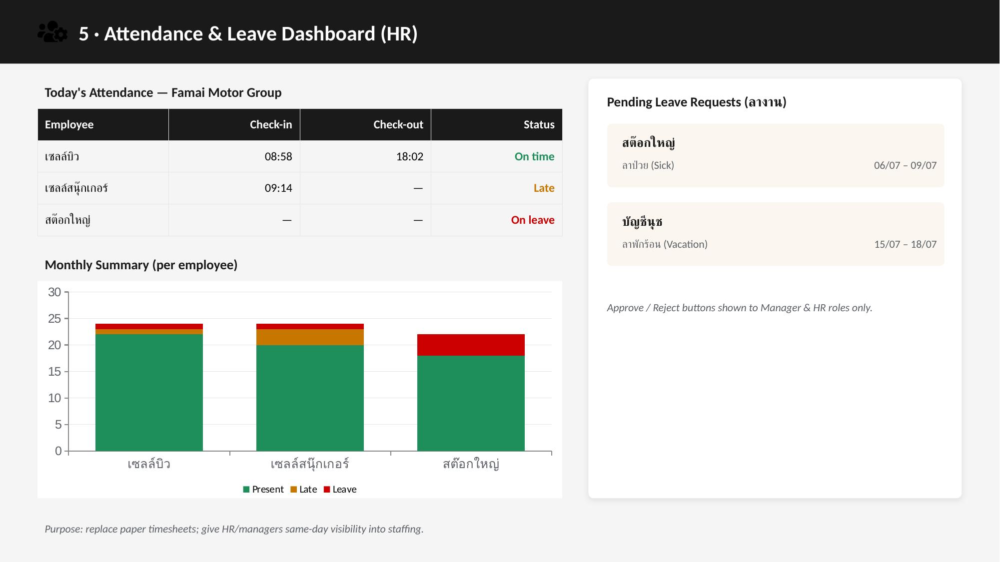 5 · Attendance & Leave Dashboard (HR)
Today's Attendance — Famai Motor Group
Employee Check-in Check-out Status
เซลล์บิว 08:58 18:02 On time
เซลล์สนุ๊กเกอร์ 09:14 — Late
สต๊อกใหญ่ — — On leave
Monthly Summary (per employee)
30
25
20
15
10
5
0
เซลล์บิว เซลล์สนุ๊กเกอร์ สต๊อกใหญ่
Present Late Leave
Pending Leave Requests (ลางาน)
สต๊อกใหญ่
ลาป่วย (Sick) 06/07 – 09/07
บัญชีนุช
ลาพักร้อน (Vacation) 15/07 – 18/07
Approve / Reject buttons shown to Manager & HR roles only.
Purpose: replace paper timesheets; give HR/managers same-day visibility into staffing.